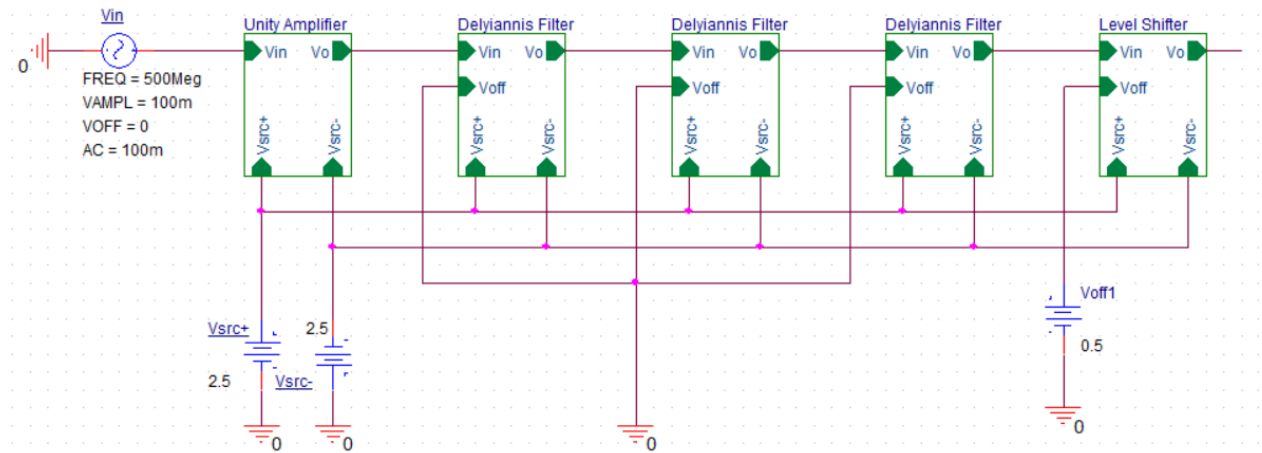 Vin
Unity Amplifier
Delyiannis Filter
Delyiannis Filter
Delyiannis Filter
Level Shifter
0
Vin Vo
Vin Vo
Vin Vo
Vin Vo
Vin Vo
FREQ = 500Meg
VAMPL = 100m
VOFF = 0
AC = 100m
Voff
Voff
Voff
Voff
Vsrc+ Vsrc-
Vsrc+ Vsrc-
Vsrc+ Vsrc-
Vsrc+ Vsrc-
Vsrc+ Vsrc-
Vsrc+
2.5
2.5
Vsrc-
Voff1
0.5
0
0
0
0